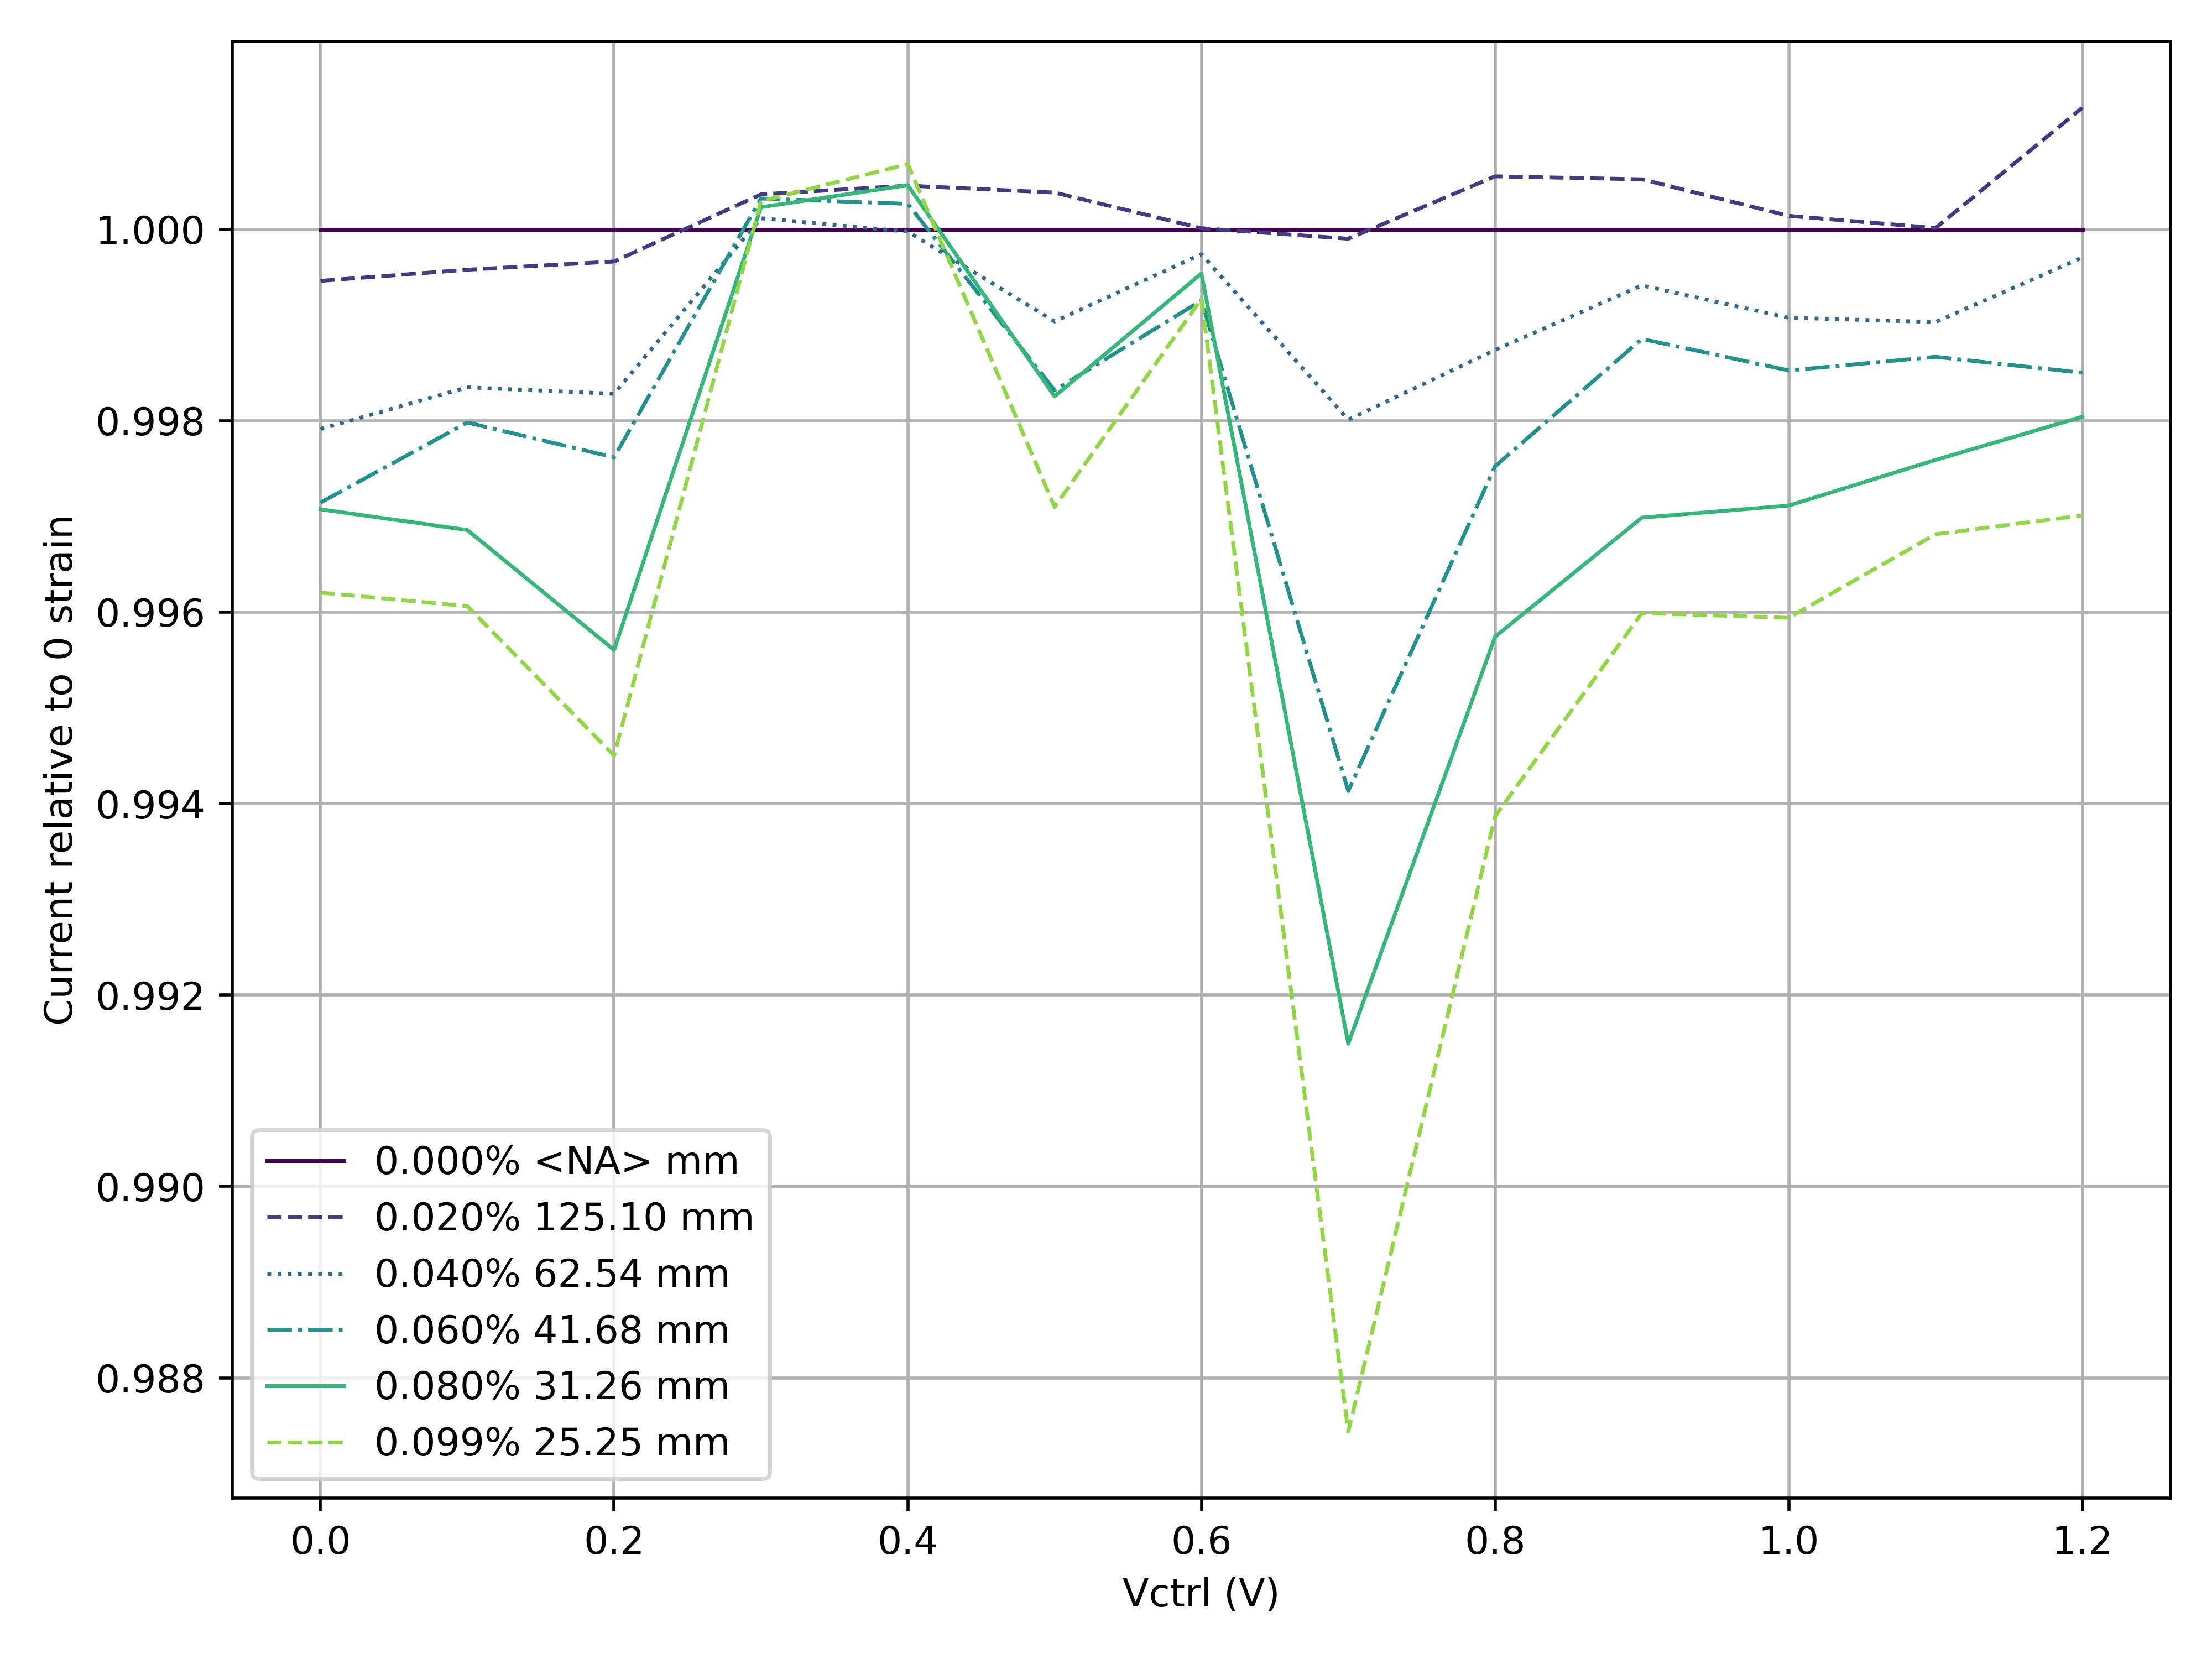 1.000
0.998
0.996
0.994
0.992
0.990
0.988
Current relative to 0 strain
0.000% <NA> mm
0.020% 125.10 mm
0.040% 62.54 mm
0.060% 41.68 mm
0.080% 31.26 mm
0.099% 25.25 mm
0.0 0.2 0.4 0.6 0.8 1.0 1.2
Vctrl (V)